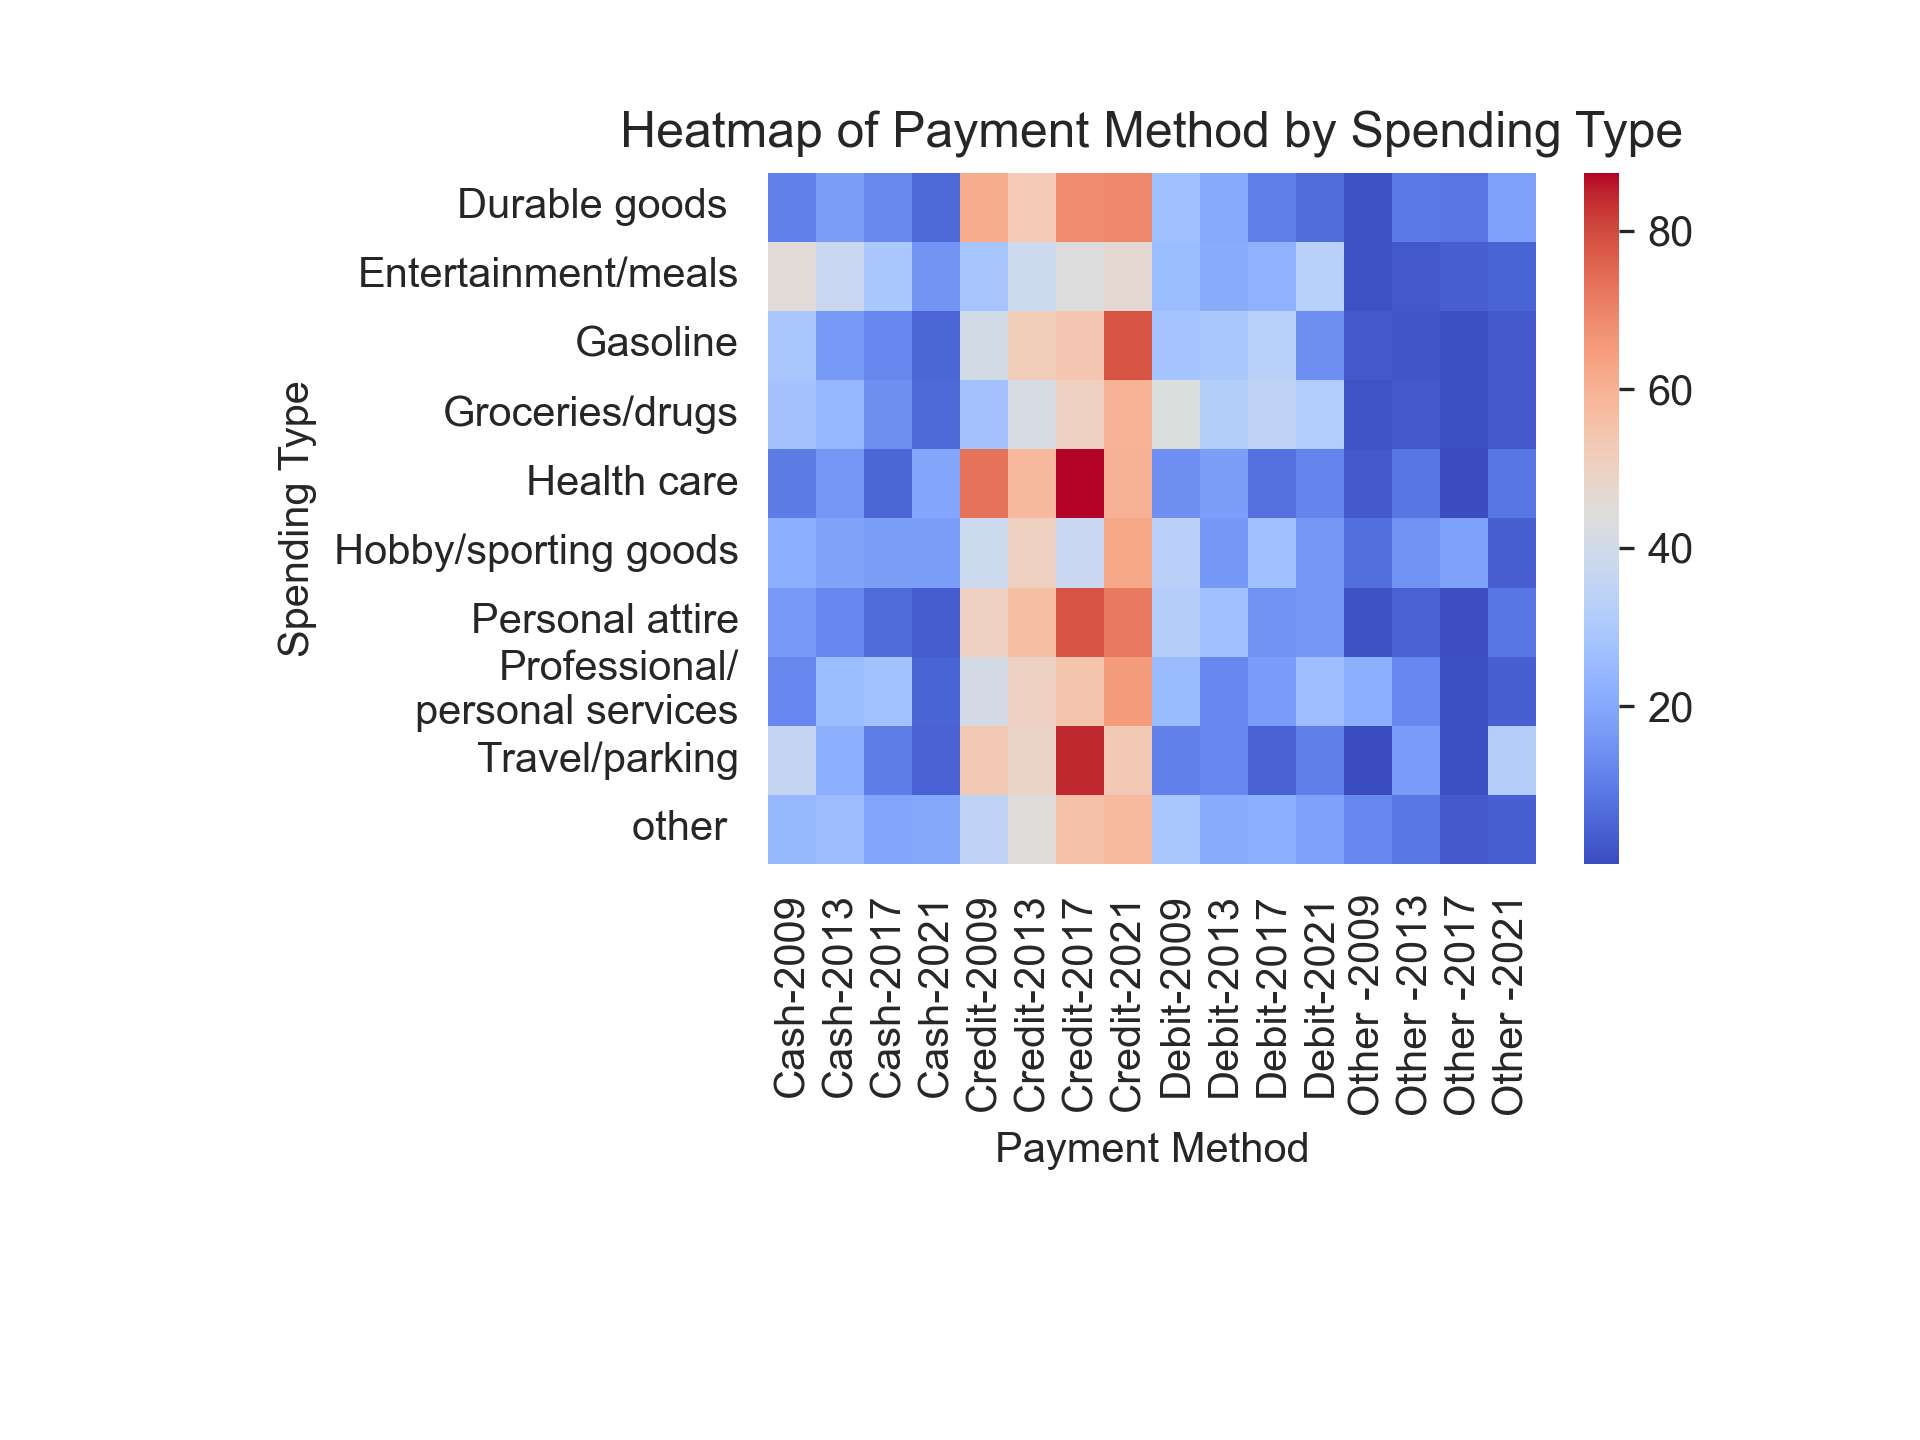 Heatmap of Payment Method by Spending Type
Spending Type
Durable goods
Entertainment/meals
Gasoline
Groceries/drugs
Health care
Hobby/sporting goods
Personal attire
Professional/
personal services
Travel/parking
other
80
60
40
20
Cash-2009
Cash-2013
Cash-2017
Cash-2021
Credit-2009
Credit-2013
Credit-2017
Credit-2021
Debit-2009
Debit-2013
Debit-2017
Debit-2021
Other -2009
Other -2013
Other -2017
Other -2021
Payment Method